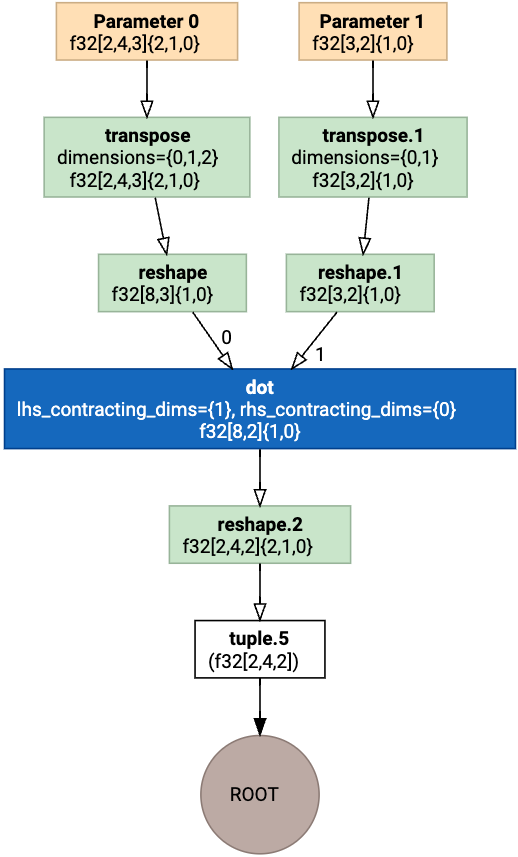 Parameter 0
f32[2,4,3]{2,1,0}
Parameter 1
f32[3,2]{1,0}
transpose
dimensions={0,1,2}
f32[2,4,3]{2,1,0}
transpose.1
dimensions={0,1}
f32[3,2]{1,0}
reshape
f32[8,3]{1,0}
reshape.1
f32[3,2]{1,0}
0
1
dot
lhs_contracting_dims={1}, rhs_contracting_dims={0}
f32[8,2]{1,0}
reshape.2
f32[2,4,2]{2,1,0}
tuple.5
(f32[2,4,2])
ROOT